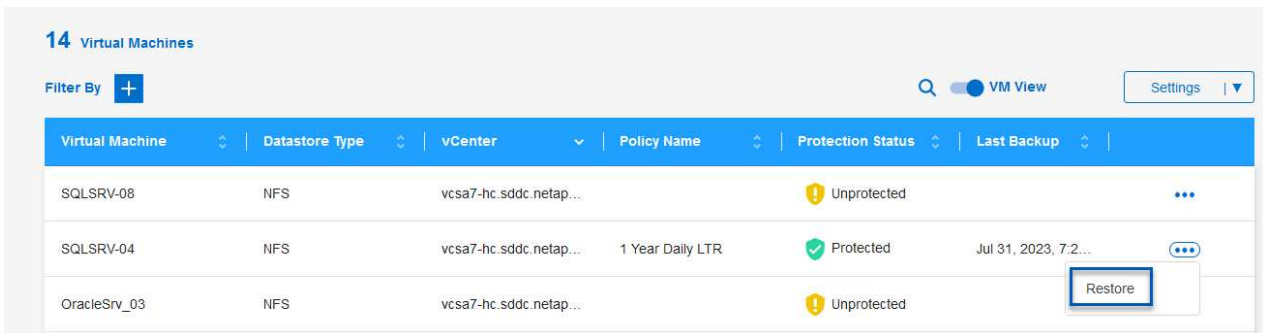 14 Virtual Machines
Filter By +
VM View
Settings
Virtual Machine Datastore Type vCenter Policy Name Protection Status Last Backup
SQLSRV-08 NFS vcsa7-hc.sddc.netap... Unprotected
SQLSRV-04 NFS vcsa7-hc.sddc.netap... 1 Year Daily LTR Protected Jul 31, 2023, 7:2...
Restore
OracleSrv_03 NFS vcsa7-hc.sddc.netap... Unprotected